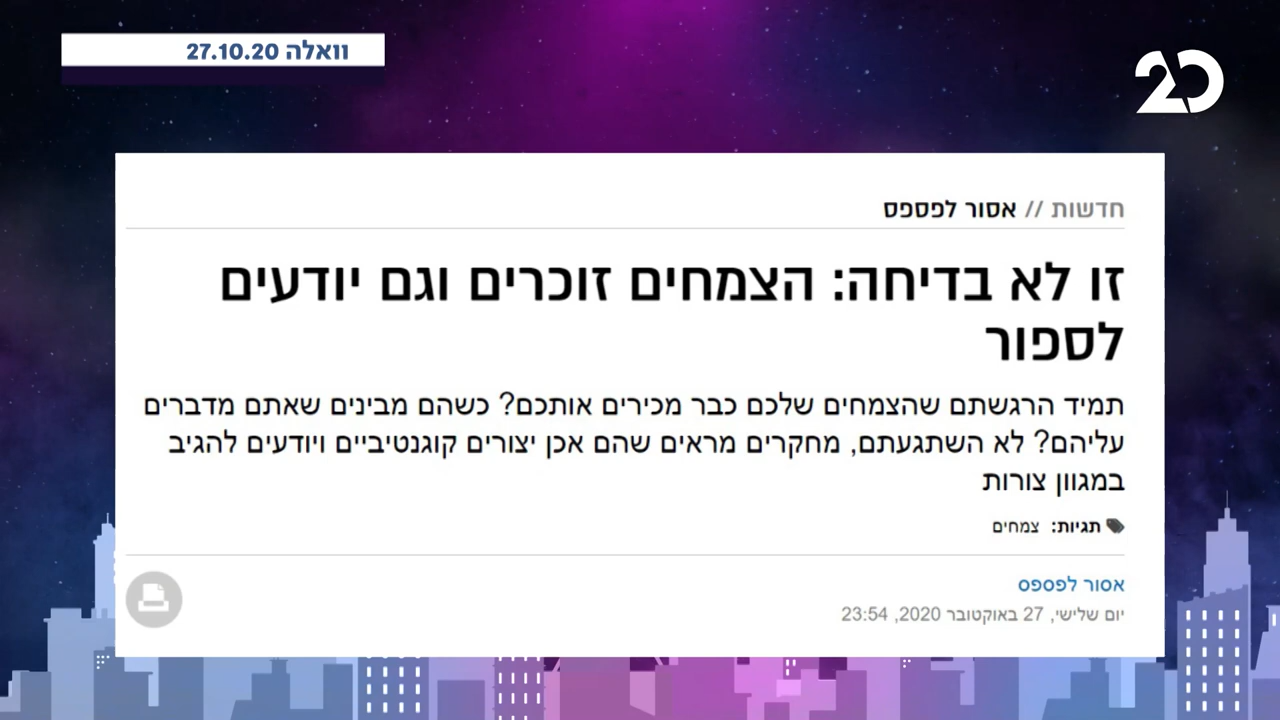 וואלה 27.10.20
20
חדשות // אסור לפספס
זו לא בדיחה: הצמחים זוכרים וגם יודעים
לספור
תמיד הרגשתם שהצמחים שלכם כבר מכירים אותכם? כשהם מבינים שאתם מדברים
עליהם? לא השתגעתם, מחקרים מראים שהם אכן יצורים קוגנטיביים ויודעים להגיב
במגוון צורות
תגיות: צמחים
אסור לפספס
יום שלישי, 27 באוקטובר 2020, 23:54